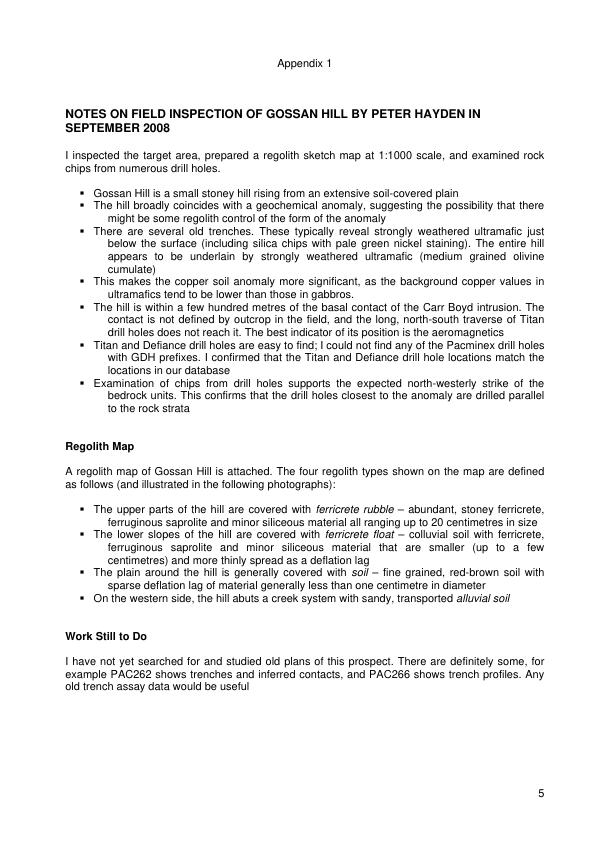 Appendix 1
NOTES ON FIELD INSPECTION OF GOSSAN HILL BY PETER HAYDEN IN
SEPTEMBER 2008
I inspected the target area, prepared a regolith sketch map at 1:1000 scale, and examined rock
chips from numerous drill holes.
▪ Gossan Hill is a small stoney hill rising from an extensive soil-covered plain
▪ The hill broadly coincides with a geochemical anomaly, suggesting the possibility that there
might be some regolith control of the form of the anomaly
▪ There are several old trenches. These typically reveal strongly weathered ultramafic just
below the surface (including silica chips with pale green nickel staining). The entire hill
appears to be underlain by strongly weathered ultramafic (medium grained olivine
cumulate)
▪ This makes the copper soil anomaly more significant, as the background copper values in
ultramafics tend to be lower than those in gabbros.
▪ The hill is within a few hundred metres of the basal contact of the Carr Boyd intrusion. The
contact is not defined by outcrop in the field, and the long, north-south traverse of Titan
drill holes does not reach it. The best indicator of its position is the aeromagnetics
▪ Titan and Defiance drill holes are easy to find; I could not find any of the Pacminex drill holes
with GDH prefixes. I confirmed that the Titan and Defiance drill hole locations match the
locations in our database
▪ Examination of chips from drill holes supports the expected north-westerly strike of the
bedrock units. This confirms that the drill holes closest to the anomaly are drilled parallel
to the rock strata
Regolith Map
A regolith map of Gossan Hill is attached. The four regolith types shown on the map are defined
as follows (and illustrated in the following photographs):
▪ The upper parts of the hill are covered with ferricrete rubble – abundant, stoney ferricrete,
ferruginous saprolite and minor siliceous material all ranging up to 20 centimetres in size
▪ The lower slopes of the hill are covered with ferricrete float – colluvial soil with ferricrete,
ferruginous saprolite and minor siliceous material that are smaller (up to a few
centimetres) and more thinly spread as a deflation lag
▪ The plain around the hill is generally covered with soil – fine grained, red-brown soil with
sparse deflation lag of material generally less than one centimetre in diameter
▪ On the western side, the hill abuts a creek system with sandy, transported alluvial soil
Work Still to Do
I have not yet searched for and studied old plans of this prospect. There are definitely some, for
example PAC262 shows trenches and inferred contacts, and PAC266 shows trench profiles. Any
old trench assay data would be useful
5